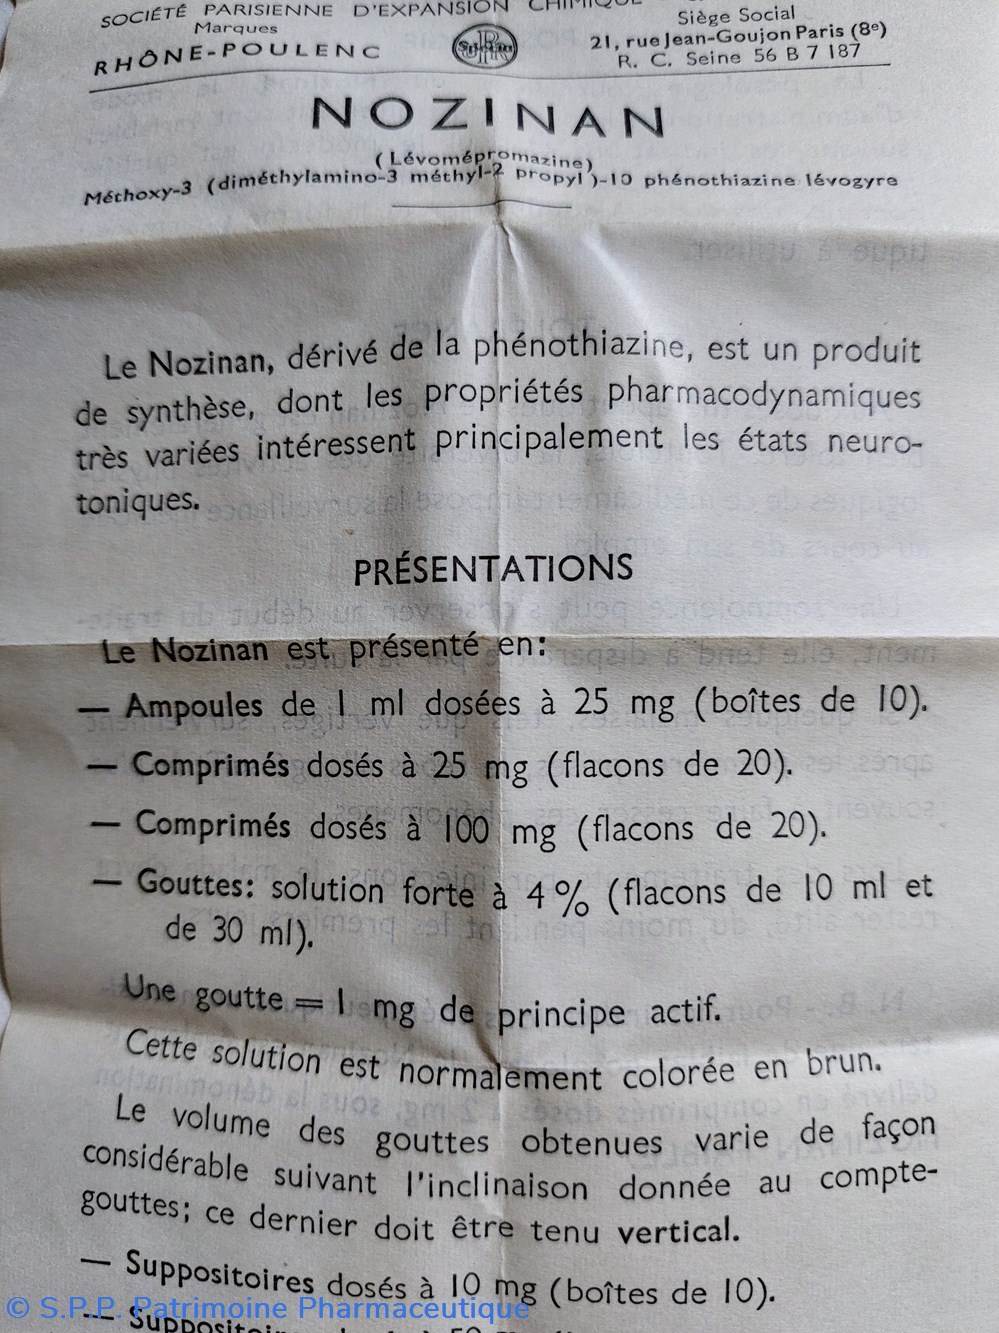 SOCIÉTÉ PARISIENNE D'EXPANSION CHIMIQUE
Marques
RHÔNE-POULENC
Siège Social
21, rue Jean-Goujon Paris (8e)
R. C. Seine 56 B 7 187
NOZINAN
(Lévomépromazine)
Méthoxy-3 (diméthylamino-3 méthyl-2 propyl)-10 phénothiazine lévogyre
Le Nozinan, dérivé de la phénothiazine, est un produit
de synthèse, dont les propriétés pharmacodynamiques
très variées intéressent principalement les états neuro-
toniques.
PRÉSENTATIONS
Le Nozinan est présenté en:
— Ampoules de 1 ml dosées à 25 mg (boîtes de 10).
— Comprimés dosés à 25 mg (flacons de 20).
— Comprimés dosés à 100 mg (flacons de 20).
— Gouttes: solution forte à 4 % (flacons de 10 ml et
de 30 ml).
Une goutte = 1 mg de principe actif.
Cette solution est normalement colorée en brun.
Le volume des gouttes obtenues varie de façon
considérable suivant l'inclinaison donnée au compte-
gouttes; ce dernier doit être tenu vertical.
— Suppositoires dosés à 10 mg (boîtes de 10).
© S.P.P. Patrimoine Pharmaceutique